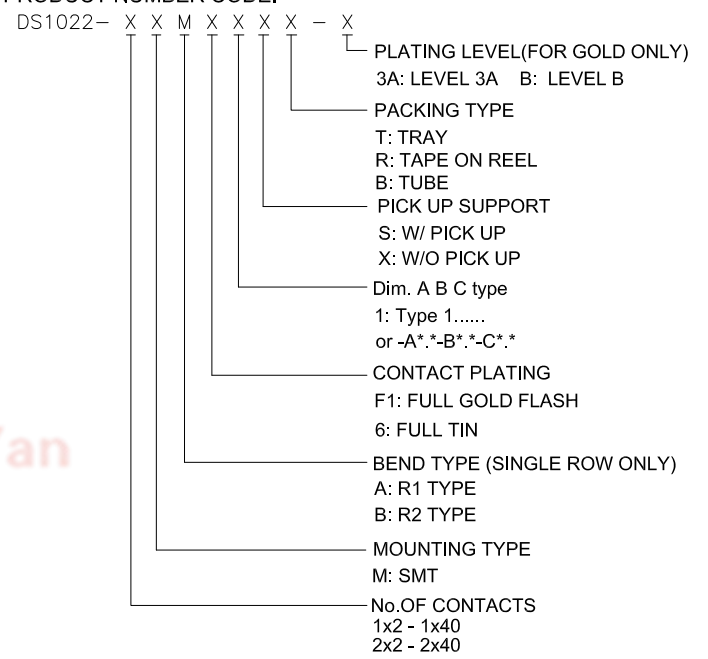 PRODUCT NUMBER CODE:
DS1022- X X M X X X X - X
PLATING LEVEL(FOR GOLD ONLY)
3A: LEVEL 3A B: LEVEL B
PACKING TYPE
T: TRAY
R: TAPE ON REEL
B: TUBE
PICK UP SUPPORT
S: W/ PICK UP
X: W/O PICK UP
Dim. A B C type
1: Type 1......
or -A*.*-B*.*-C*.*
CONTACT PLATING
F1: FULL GOLD FLASH
6: FULL TIN
BEND TYPE (SINGLE ROW ONLY)
A: R1 TYPE
B: R2 TYPE
MOUNTING TYPE
M: SMT
No.OF CONTACTS
1x2 - 1x40
2x2 - 2x40